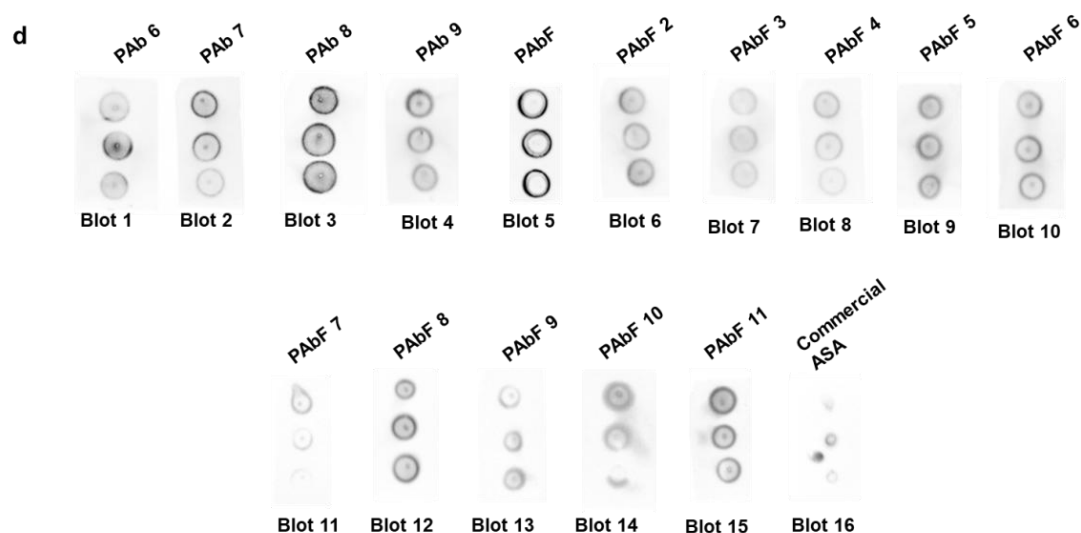 d
PAb 6 PAb 7 PAb 8 PAb 9 PAbF PAbF 2 PAbF 3 PAbF 4 PAbF 5 PAbF 6
Blot 1 Blot 2 Blot 3 Blot 4 Blot 5 Blot 6 Blot 7 Blot 8 Blot 9 Blot 10
PAbF 7 PAbF 8 PAbF 9 PAbF 10 PAbF 11 Commercial
ASA
Blot 11 Blot 12 Blot 13 Blot 14 Blot 15 Blot 16